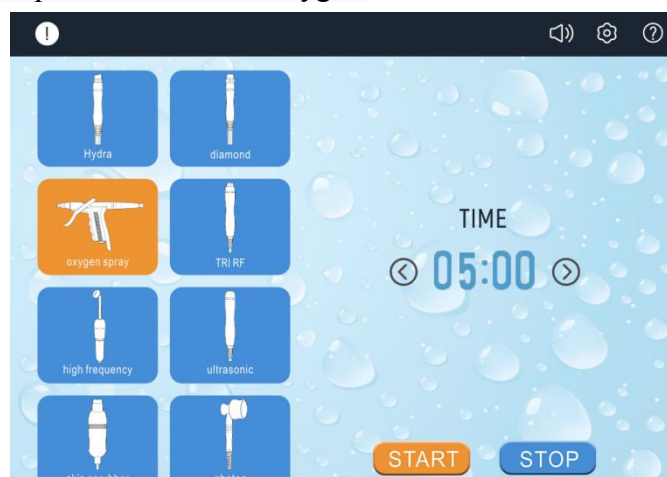 Hydra
diamond
oxygen spray
TRI RF
high frequency
ultrasonic
TIME
05:00
START
STOP